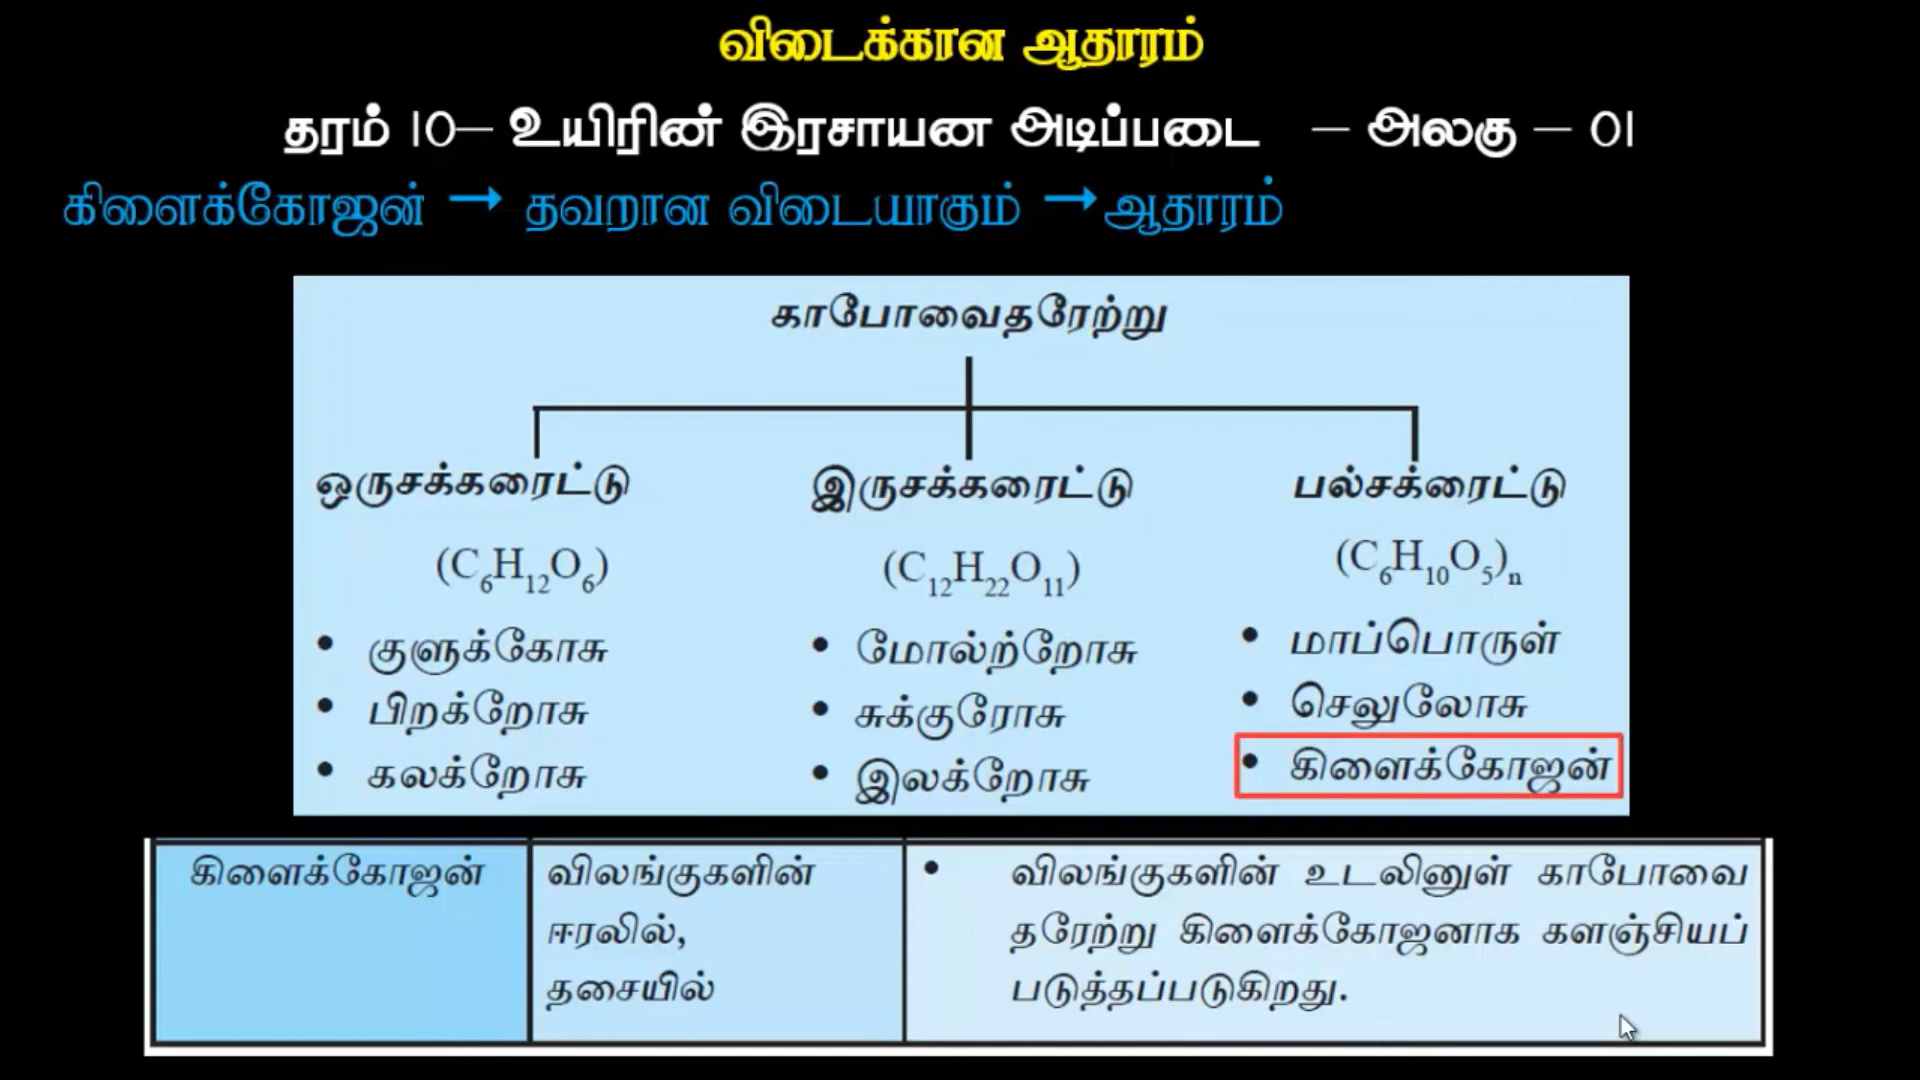 விடைக்கான ஆதாரம்
தரம் 10– உயிரின் இரசாயன அடிப்படை – அலகு – 01
கிளைக்கோஜன் → தவறான விடையாகும் → ஆதாரம்
காபோவைதரேற்று
ஒருசக்கரைட்டு இருசக்கரைட்டு பல்சக்ரைட்டு
(C₆H₁₂O₆) (C₁₂H₂₂O₁₁) (C₆H₁₀O₅)ₙ
• குளுக்கோசு • மோல்ற்றோசு • மாப்பொருள்
• பிறக்றோசு • சுக்குரோசு • செலுலோசு
• கலக்றோசு • இலக்றோசு • கிளைக்கோஜன்
கிளைக்கோஜன் விலங்குகளின் • விலங்குகளின் உடலினுள் காபோவை
ஈரலில், தரேற்று கிளைக்கோஜனாக களஞ்சியப்
தசையில் படுத்தப்படுகிறது.